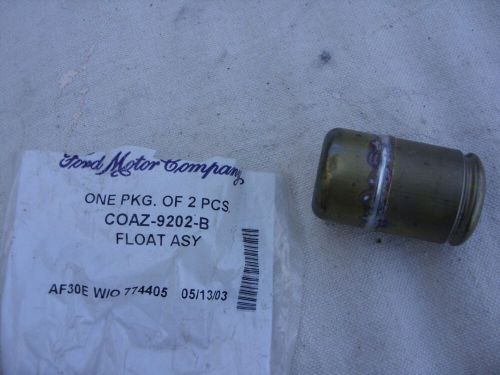 Ford Motor Company
ONE PKG. OF 2 PCS.
COAZ-9202-B
FLOAT ASY
AF30E W/O 774405 05/13/03